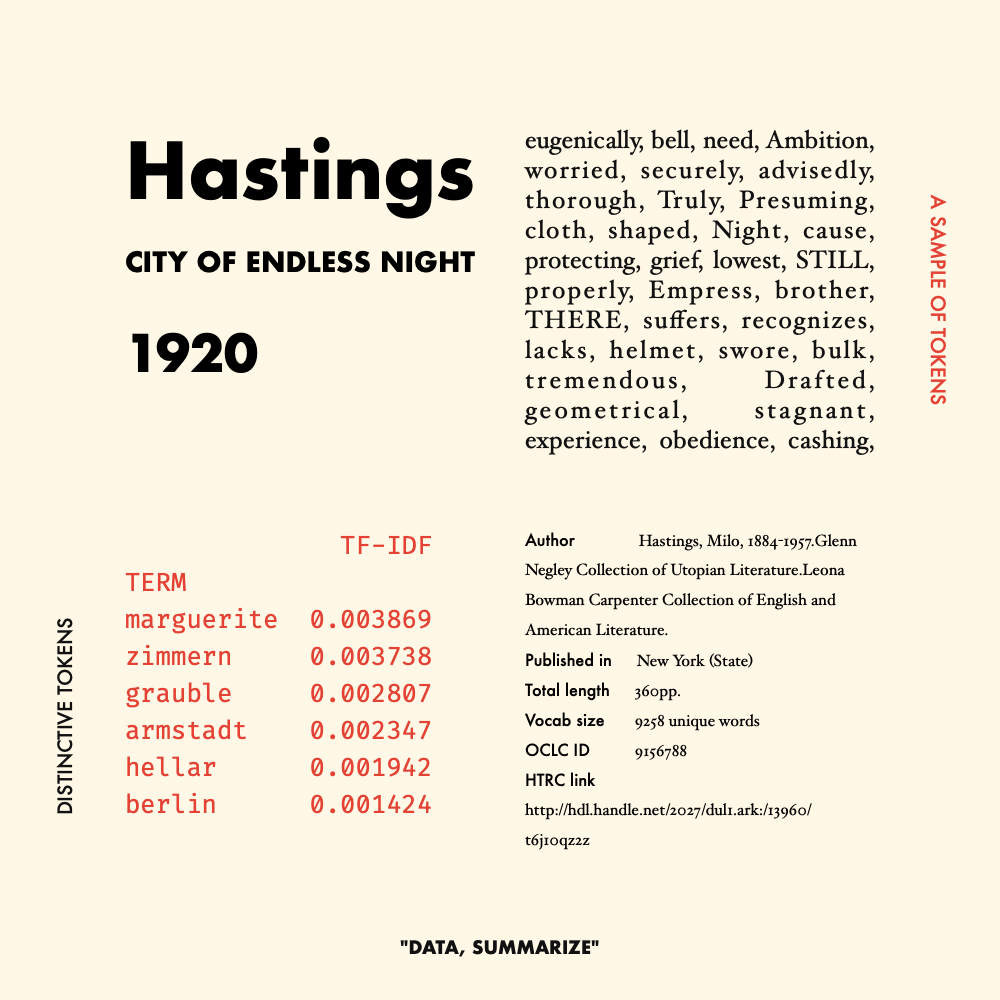 Hastings
CITY OF ENDLESS NIGHT
1920
eugenically, bell, need, Ambition,
worried, securely, advisedly,
thorough, Truly, Presuming,
cloth, shaped, Night, cause,
protecting, grief, lowest, STILL,
properly, Empress, brother,
THERE, suffers, recognizes,
lacks, helmet, swore, bulk,
tremendous, Drafted,
geometrical, stagnant,
experience, obedience, cashing,
A SAMPLE OF TOKENS
DISTINCTIVE TOKENS
TF-IDF
TERM
marguerite 0.003869
zimmern 0.003738
grauble 0.002807
armstadt 0.002347
hellar 0.001942
berlin 0.001424
Author Hastings, Milo, 1884-1957.Glenn
Negley Collection of Utopian Literature.Leona
Bowman Carpenter Collection of English and
American Literature.
Published in New York (State)
Total length 360pp.
Vocab size 9258 unique words
OCLC ID 9156788
HTRC link
http://hdl.handle.net/2027/dul1.ark:/13960/
t6j10qz2z
"DATA, SUMMARIZE"